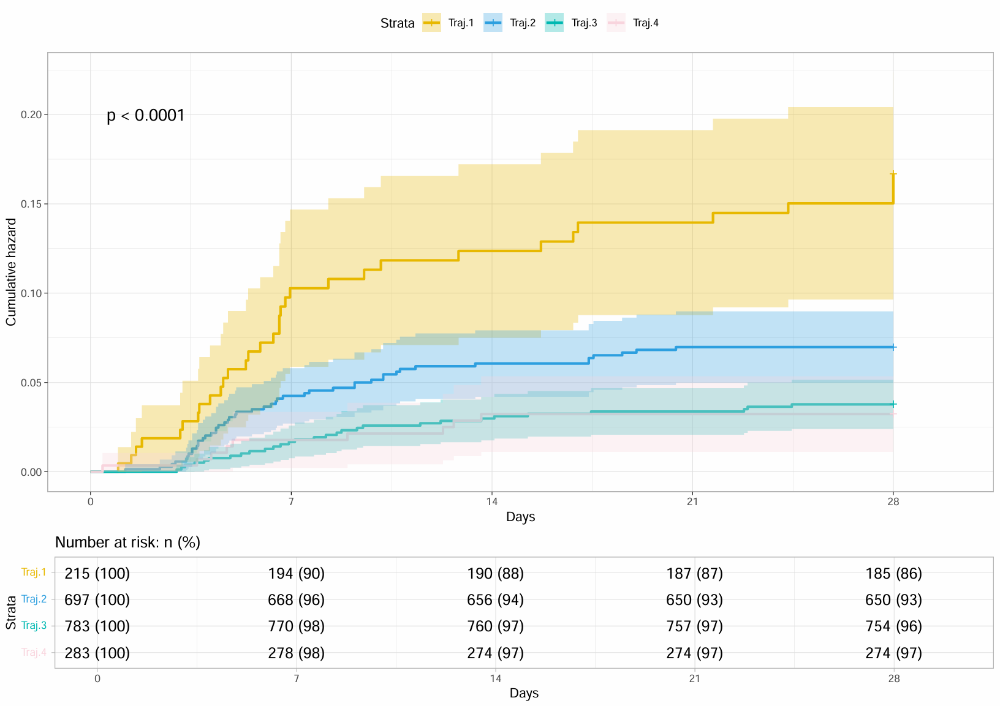 Strata Traj.1 Traj.2 Traj.3 Traj.4
p < 0.0001
0.20
0.15
0.10
0.05
0.00
Cumulative hazard
0 7 14 21 28
Days
Number at risk: n (%)
Strata
Traj.1 215 (100) 194 (90) 190 (88) 187 (87) 185 (86)
Traj.2 697 (100) 668 (96) 656 (94) 650 (93) 650 (93)
Traj.3 783 (100) 770 (98) 760 (97) 757 (97) 754 (96)
Traj.4 283 (100) 278 (98) 274 (97) 274 (97) 274 (97)
0 7 14 21 28
Days